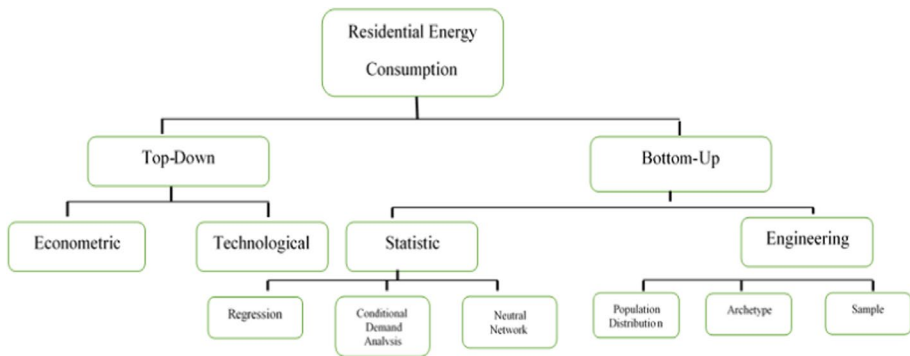 Residential Energy
Consumption
Top-Down
Bottom-Up
Econometric
Technological
Statistic
Engineering
Regression
Conditional
Demand
Analysis
Neutral
Network
Population
Distribution
Archetype
Sample